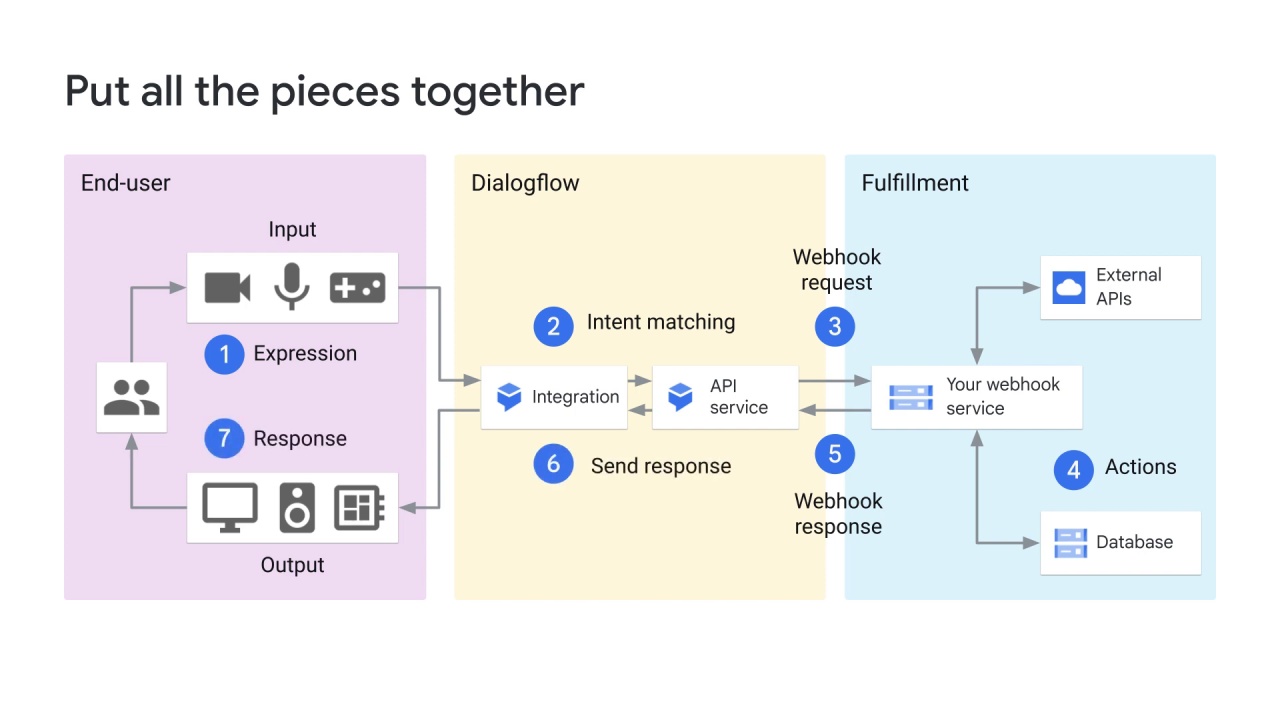 Put all the pieces together
End-user
Input
1 Expression
7 Response
Output
Dialogflow
2 Intent matching
Integration
API
service
6 Send response
Webhook
request
3
5
Webhook
response
Fulfillment
External
APIs
Your webhook
service
4 Actions
Database